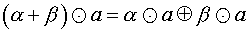 (α + β) ⊙ a = α ⊙ a ⊕ β ⊙ a